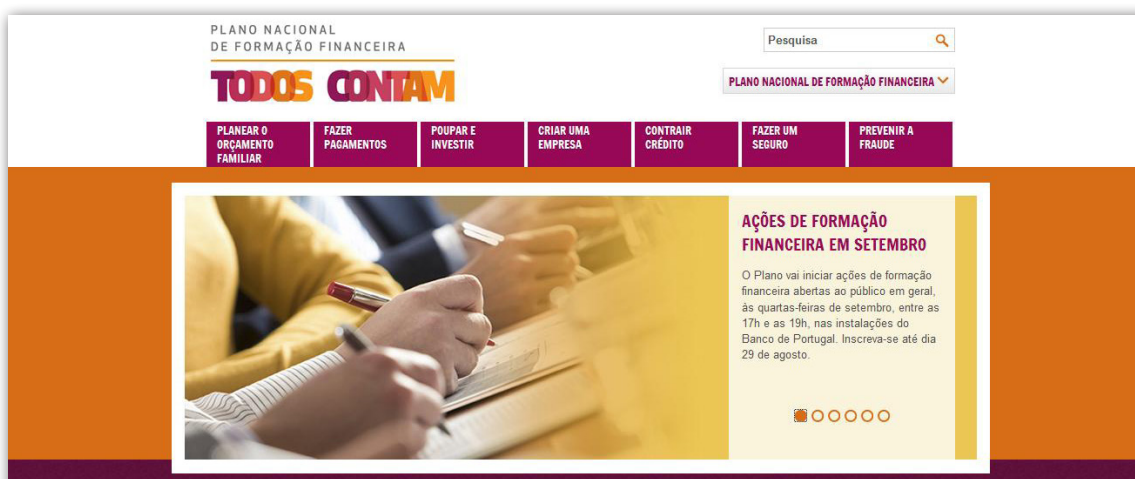 PLANO NACIONAL
DE FORMAÇÃO FINANCEIRA
TODOS CONTAM
Pesquisa
PLANO NACIONAL DE FORMAÇÃO FINANCEIRA
PLANEAR O
ORÇAMENTO
FAMILIAR
FAZER
PAGAMENTOS
POUPAR E
INVESTIR
CRIAR UMA
EMPRESA
CONTRAIR
CRÉDITO
FAZER UM
SEGURO
PREVENIR A
FRAUDE
AÇÕES DE FORMAÇÃO
FINANCEIRA EM SETEMBRO
O Plano vai iniciar ações de formação
financeira abertas ao público em geral,
às quartas-feiras de setembro, entre as
17h e as 19h, nas instalações do
Banco de Portugal. Inscreva-se até dia
29 de agosto.